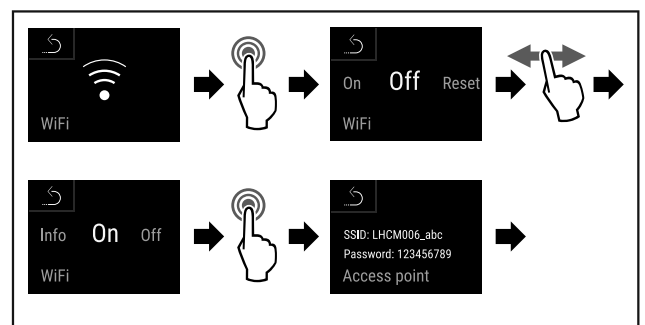 WiFi
On Off Reset
WiFi
Info On Off
WiFi
SSID: LHCM006_abc
Password: 123456789
Access point